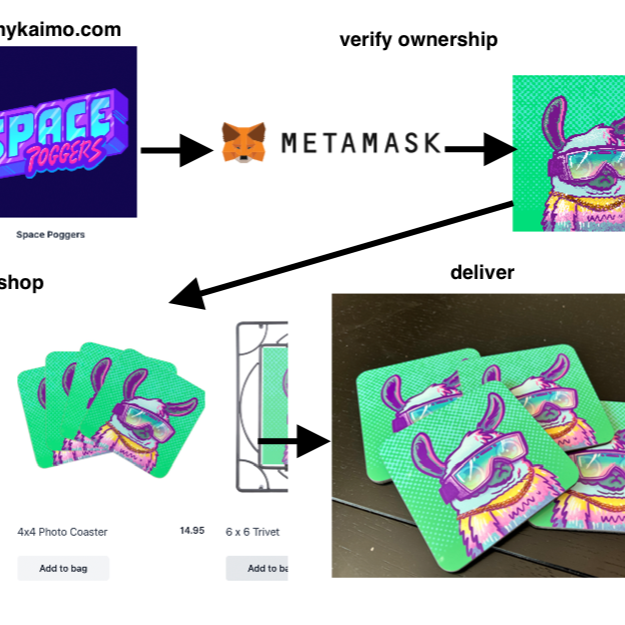 nykaimo.com
verify ownership
SPACE
POGGERS
METAMASK
Space Poggers
shop
deliver
4x4 Photo Coaster
14.95
6 x 6 Trivet
Add to bag
Add to ba